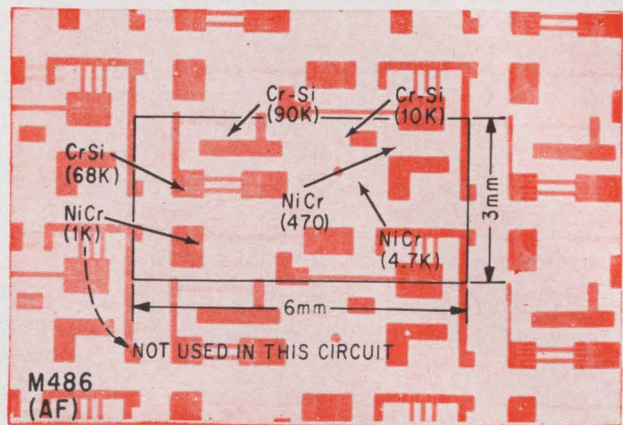 Cr-Si
(90K)
Cr-Si
(10K)
CrSi
(68K)
NiCr
(470)
NiCr
(4.7K)
NiCr
(1K)
3mm
6mm
NOT USED IN THIS CIRCUIT
M486
(AF)